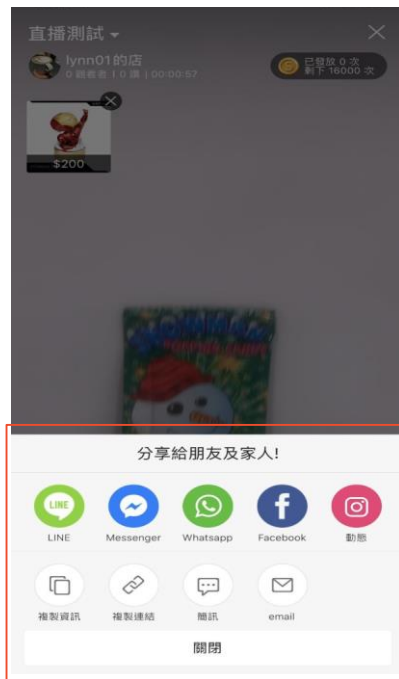 直播測試
lynn01的店
0 觀看者 | 0 讚 | 00:00:57
已發放 0 次
剩下 16000 次
$200
分享給朋友及家人!
LINE
LINE Messenger Whatsapp Facebook 動態
複製資訊 複製連結 簡訊 email
關閉